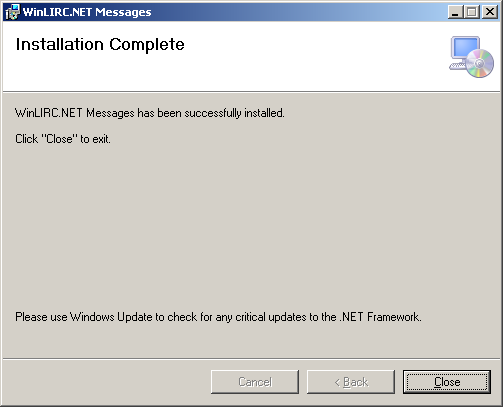 WinLIRC.NET Messages
Installation Complete
WinLIRC.NET Messages has been successfully installed.
Click "Close" to exit.
Please use Windows Update to check for any critical updates to the .NET Framework.
Cancel
< Back
Close